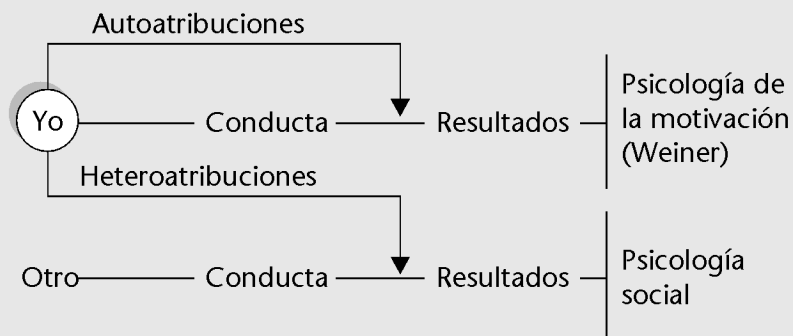 Autoatribuciones
Yo
Conducta
Resultados
Psicología de
la motivación
(Weiner)
Heteroatribuciones
Otro
Conducta
Resultados
Psicología
social